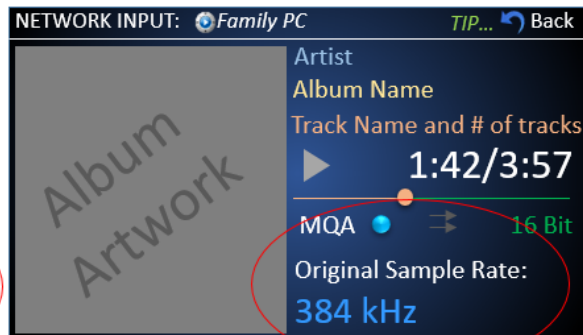 NETWORK INPUT: Family PC TIP... Back
Album
Artwork
Artist
Album Name
Track Name and # of tracks
1:42/3:57
MQA 16 Bit
Original Sample Rate:
384 kHz